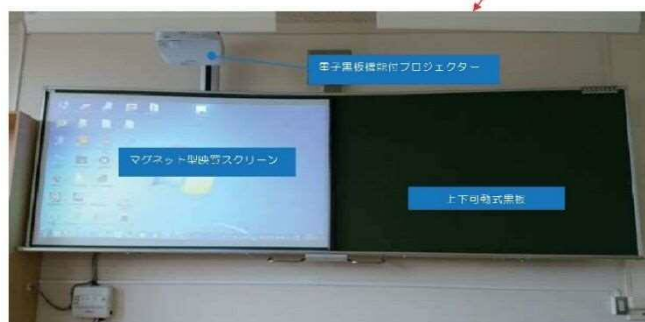 電子黒板機能付プロジェクター
マグネット型映写スクリーン
上下可動式黒板